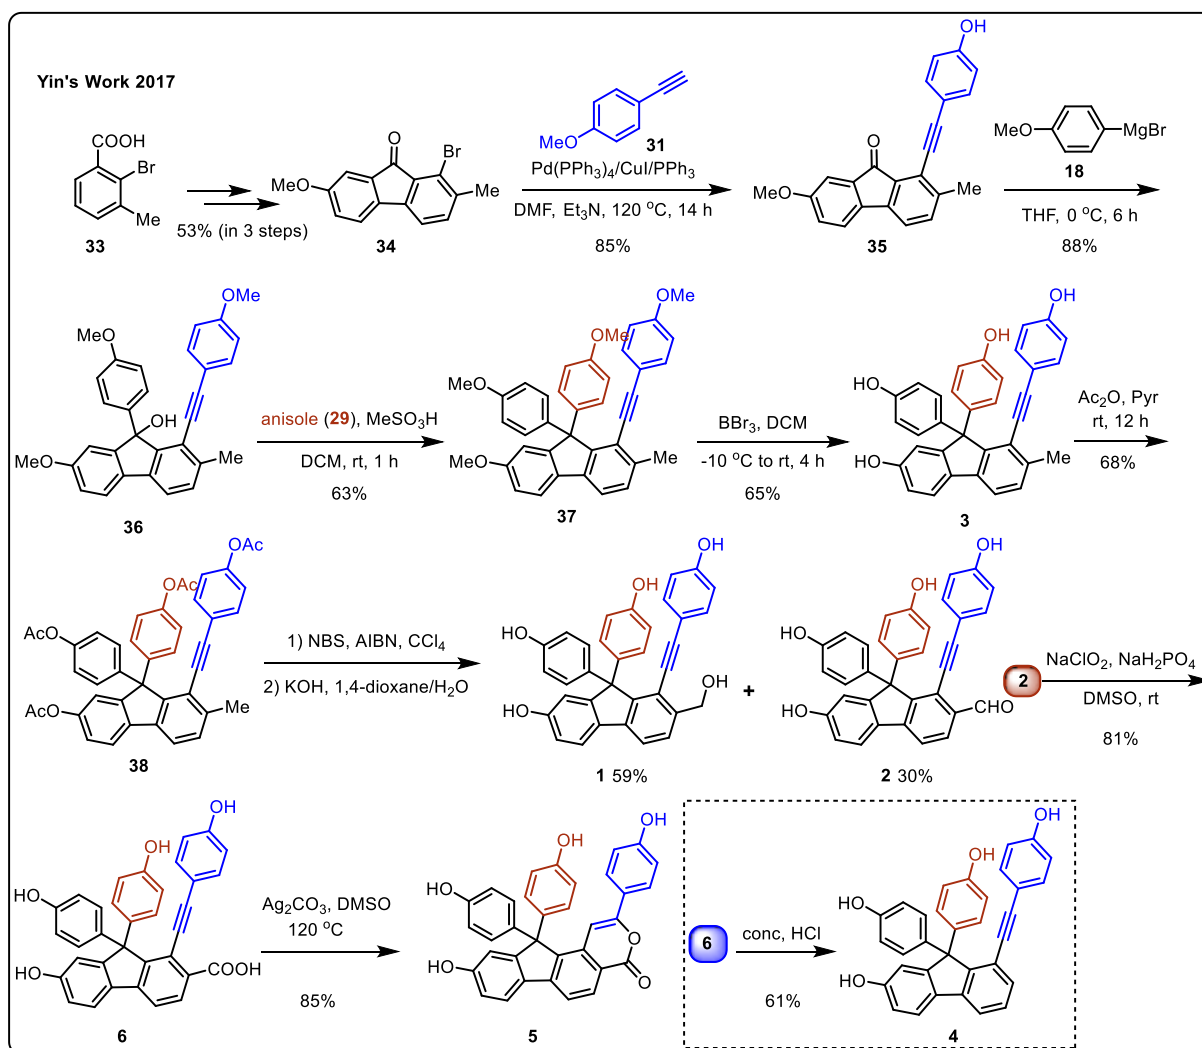 Yin's Work 2017
COOH
Br
Me
33
53% (in 3 steps)
O
Br
MeO
Me
34
MeO
31
Pd(PPh3)4/CuI/PPh3
DMF, Et3N, 120 °C, 14 h
85%
OH
O
MeO
Me
35
MeO
MgBr
18
THF, 0 °C, 6 h
88%
OMe
MeO
OH
MeO
Me
36
anisole (29), MeSO3H
DCM, rt, 1 h
63%
OMe
OMe
MeO
MeO
Me
37
BBr3, DCM
-10 °C to rt, 4 h
65%
OH
OH
HO
HO
Me
3
Ac2O, Pyr
rt, 12 h
68%
OAc
OAc
AcO
AcO
Me
38
1) NBS, AIBN, CCl4
2) KOH, 1,4-dioxane/H2O
OH
OH
HO
OH
HO
1 59%
+
OH
OH
HO
HO
CHO
2 30%
2
NaClO2, NaH2PO4
DMSO, rt
81%
OH
OH
HO
HO
COOH
6
Ag2CO3, DMSO
120 °C
85%
OH
OH
HO
HO
O
O
5
6
conc, HCl
61%
OH
OH
HO
HO
4